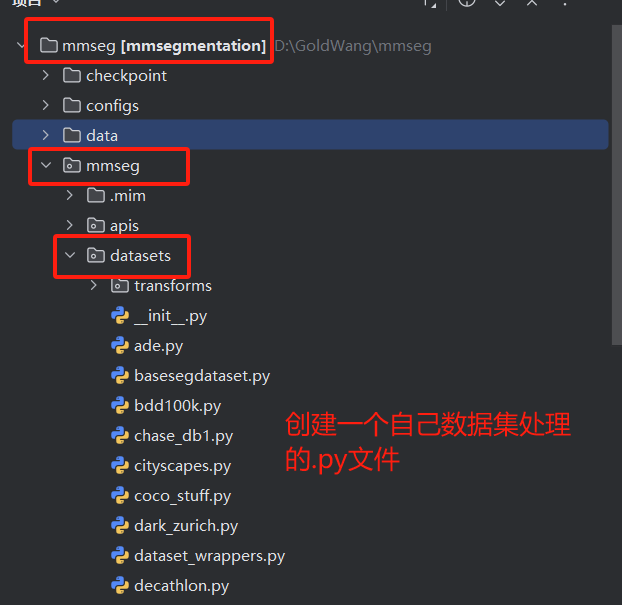 项目
mmseg [mmsegmentation] D:\GoldWang\mmseg
checkpoint
configs
data
mmseg
.mim
apis
datasets
transforms
__init__.py
ade.py
basesegdataset.py
bdd100k.py
chase_db1.py
创建一个自己数据集处理
的.py文件
cityscapes.py
coco_stuff.py
dark_zurich.py
dataset_wrappers.py
decathlon.py